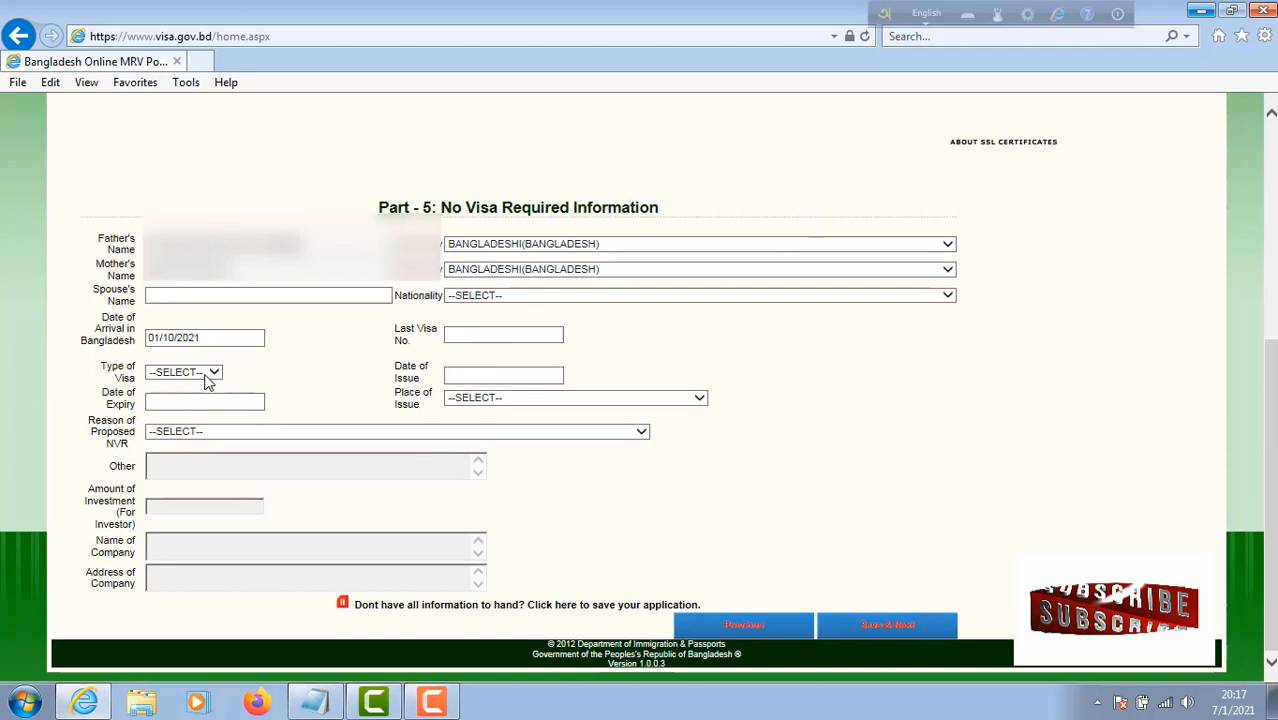 English
https://www.visa.gov.bd/home.aspx
Search...
Bangladesh Online MRV Po...
File Edit View Favorites Tools Help
ABOUT SSL CERTIFICATES
Part - 5: No Visa Required Information
Father's Name
BANGLADESHI(BANGLADESH)
Mother's Name
BANGLADESHI(BANGLADESH)
Spouse's Name
Nationality --SELECT--
Date of Arrival in Bangladesh
01/10/2021
Last Visa No.
Type of Visa
--SELECT--
Date of Issue
Date of Expiry
Place of Issue
--SELECT--
Reason of Proposed NVR
--SELECT--
Other
Amount of Investment (For Investor)
Name of Company
Address of Company
Dont have all information to hand? Click here to save your application.
Previous
Save & Next
© 2012 Department of Immigration & Passports
Government of the Peoples's Republic of Bangladesh ®
Version 1.0.0.3
SUBSCRIBE
SUBSCRIBE
20:17
7/1/2021